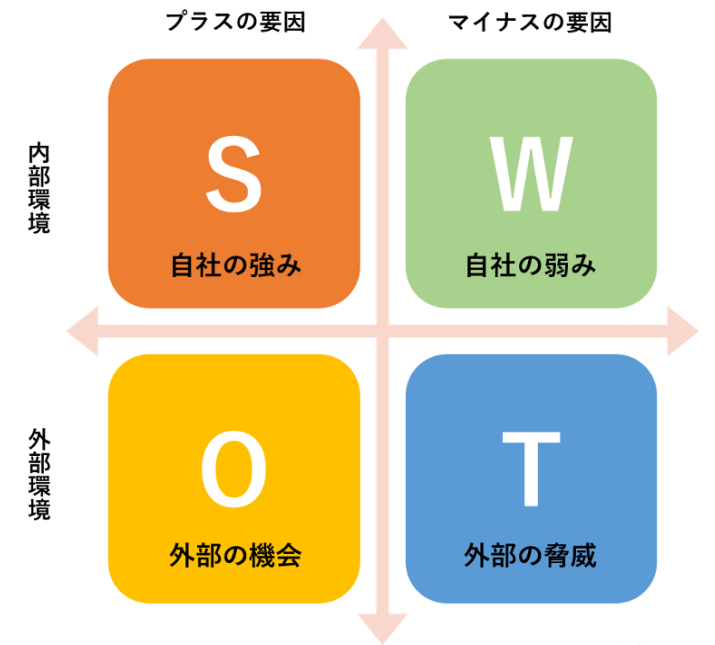 プラスの要因
マイナスの要因
内部環境
S
自社の強み
W
自社の弱み
外部環境
O
外部の機会
T
外部の脅威